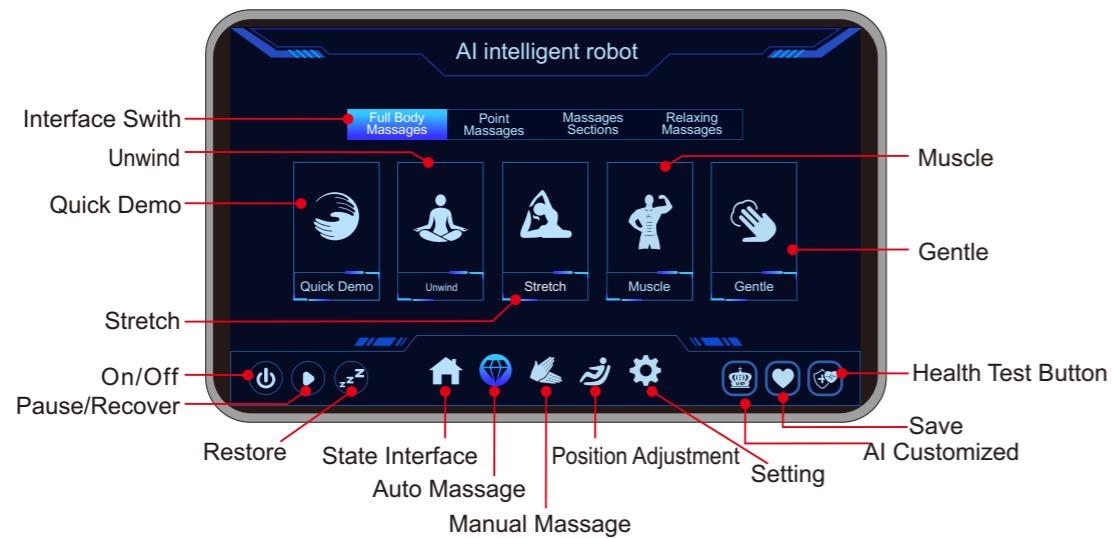 AI intelligent robot
Interface Swith
Full Body
Massages
Point
Massages
Massages
Sections
Relaxing
Massages
Unwind
Muscle
Quick Demo
Gentle
Quick Demo
Unwind
Stretch
Muscle
Gentle
Stretch
On/Off
zzZ
VIP
Health Test Button
Pause/Recover
Save
Restore
State Interface
Position Adjustment
AI Customized
Setting
Auto Massage
Manual Massage